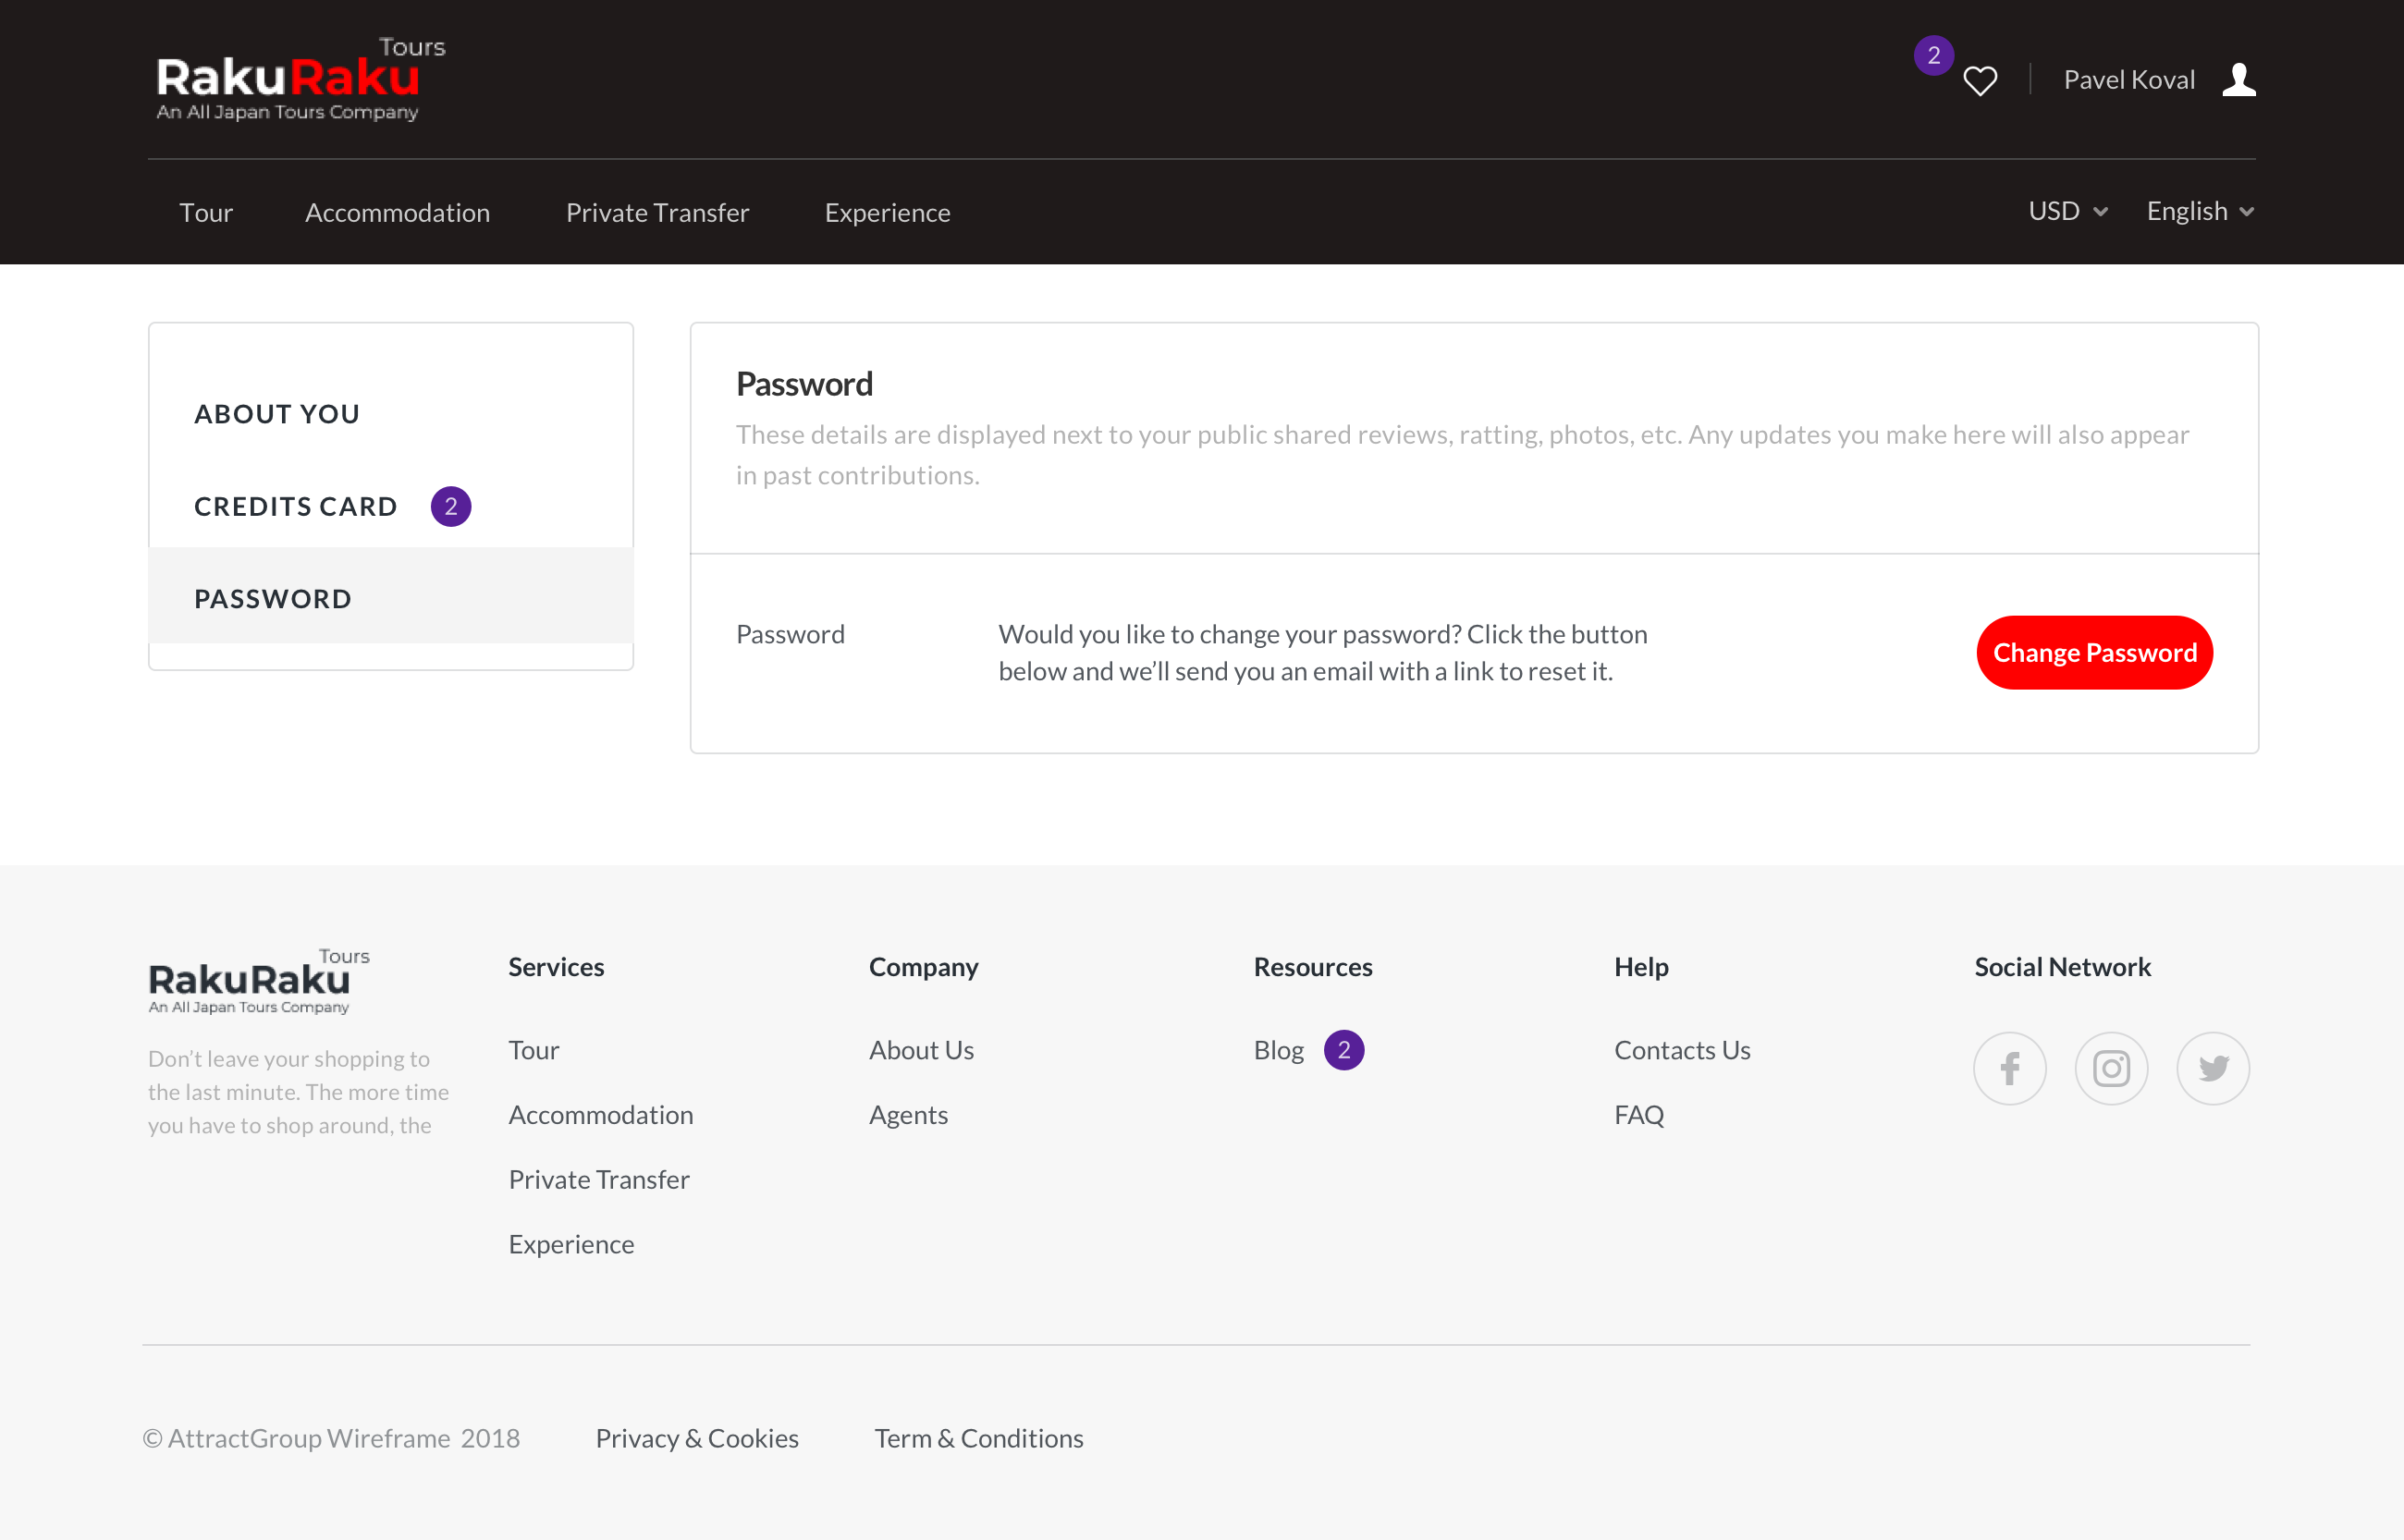 Tours
RakuRaku
An All Japan Tours Company
2
Pavel Koval
Tour
Accommodation
Private Transfer
Experience
USD
English
ABOUT YOU
CREDITS CARD
2
PASSWORD
Password
These details are displayed next to your public shared reviews, ratting, photos, etc. Any updates you make here will also appear
in past contributions.
Password
Would you like to change your password? Click the button
below and we’ll send you an email with a link to reset it.
Change Password
Tours
RakuRaku
An All Japan Tours Company
Don’t leave your shopping to
the last minute. The more time
you have to shop around, the
Services
Tour
Accommodation
Private Transfer
Experience
Company
About Us
Agents
Resources
Blog
2
Help
Contacts Us
FAQ
Social Network
© AttractGroup Wireframe 2018
Privacy & Cookies
Term & Conditions